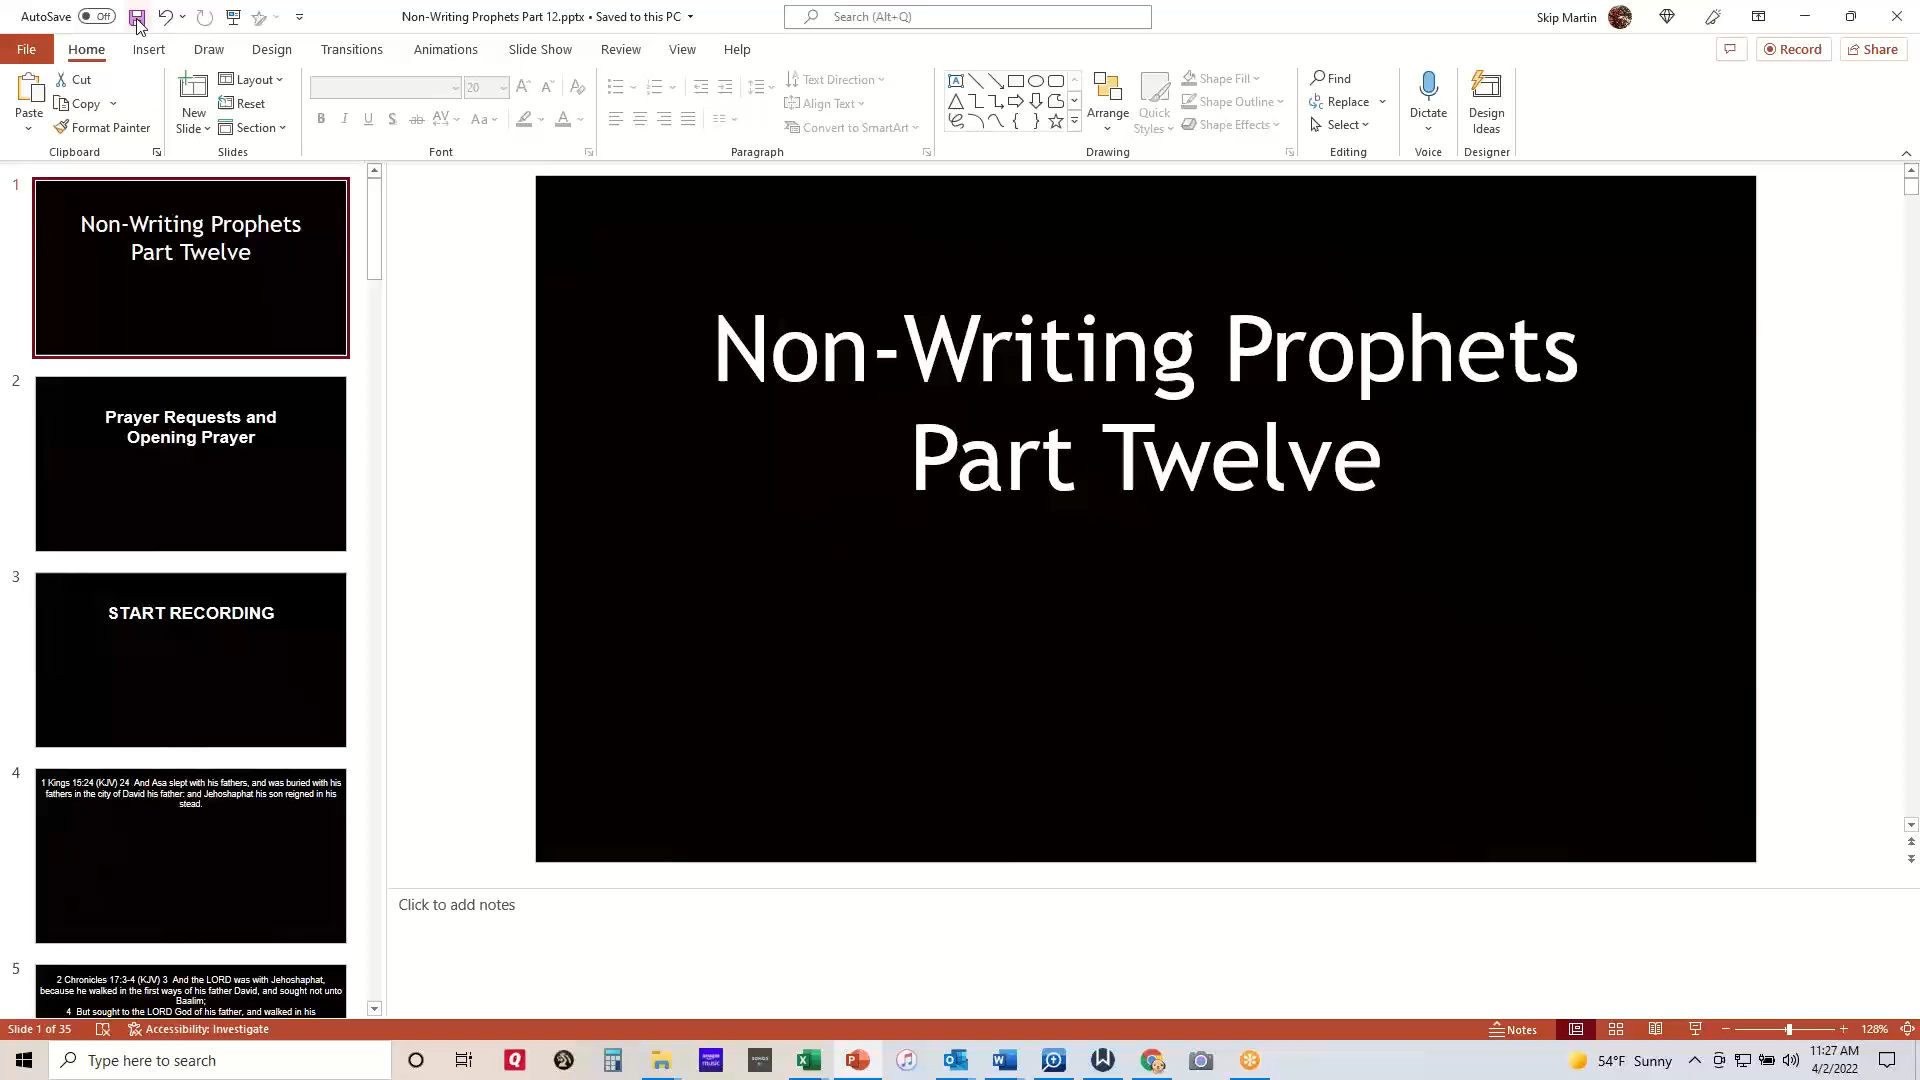 AutoSave Off
Non-Writing Prophets Part 12.pptx • Saved to this PC
Search (Alt+Q)
Skip Martin
File Home Insert Draw Design Transitions Animations Slide Show Review View Help
Record Share
Paste
Cut
Copy
Format Painter
Clipboard
New
Slide
Layout
Reset
Section
Slides
20
B I U S ab AV Aa A
Font
Text Direction
Align Text
Convert to SmartArt
Paragraph
Arrange
Quick
Styles
Shape Fill
Shape Outline
Shape Effects
Drawing
Find
Replace
Select
Editing
Dictate
Voice
Design
Ideas
Designer
1
Non-Writing Prophets
Part Twelve
2
Prayer Requests and
Opening Prayer
3
START RECORDING
4
1 Kings 15:24 (KJV) 24 And Asa slept with his fathers, and was buried with his
fathers in the city of David his father: and Jehoshaphat his son reigned in his
stead.
5
2 Chronicles 17:3-4 (KJV) 3 And the LORD was with Jehoshaphat,
because he walked in the first ways of his father David, and sought not unto
Baalim;
4 But sought to the LORD God of his father, and walked in his
Non-Writing Prophets
Part Twelve
Click to add notes
Slide 1 of 35
Accessibility: Investigate
Notes
128%
Type here to search
54°F Sunny
11:27 AM
4/2/2022